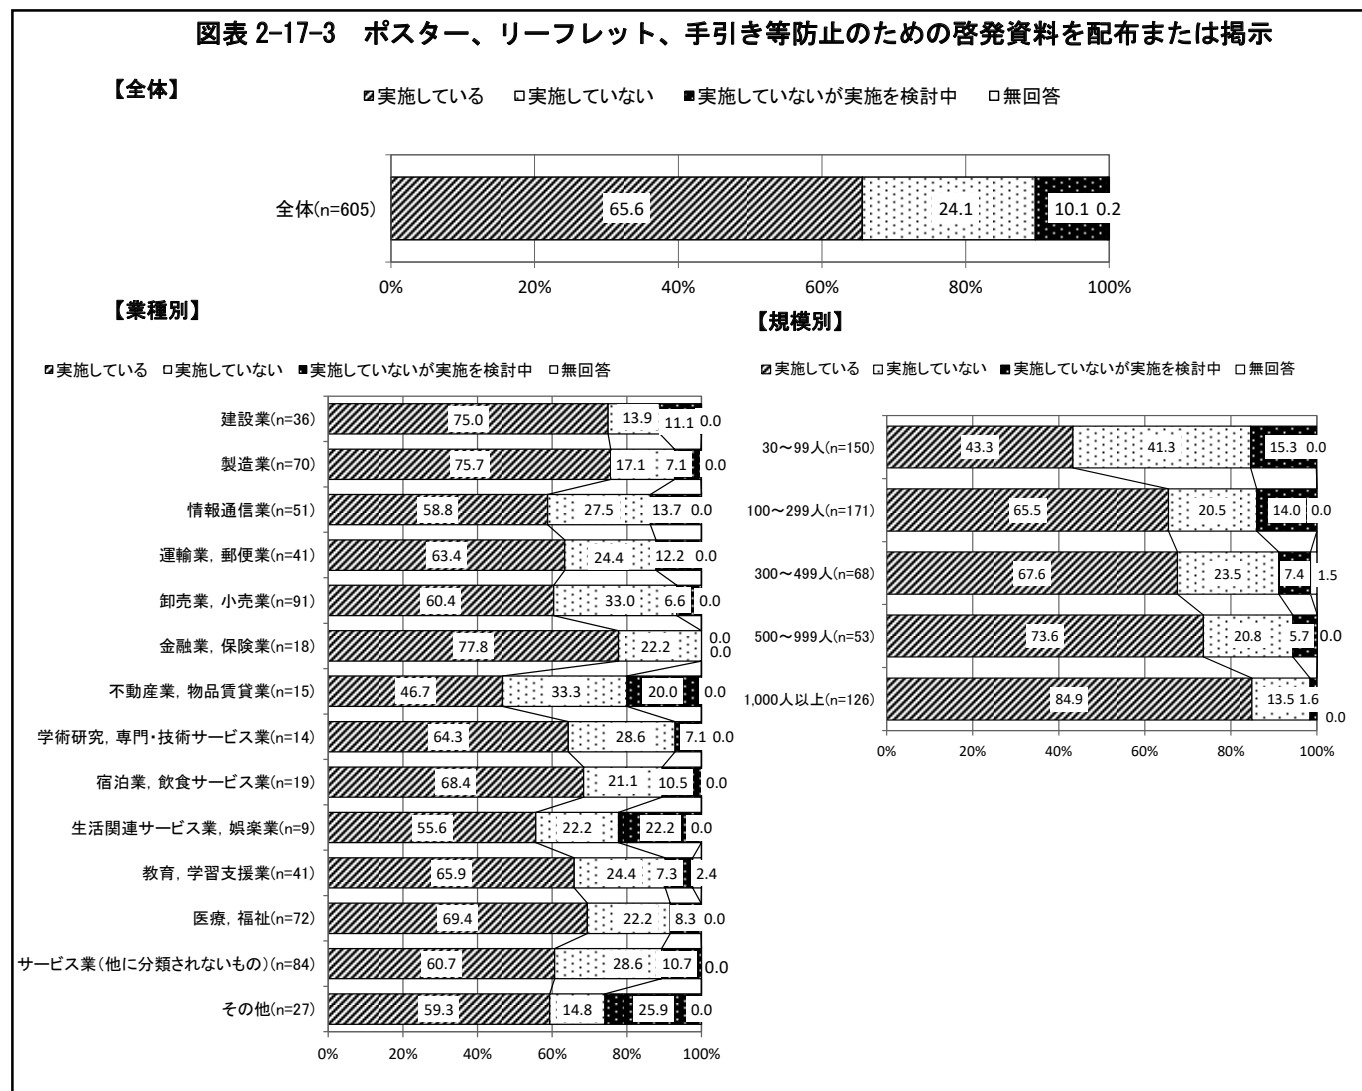 図表 2-17-3　ポスター、リーフレット、手引き等防止のための啓発資料を配布または掲示
【全体】
実施している 実施していない 実施していないが実施を検討中 無回答
全体(n=605) 65.6 24.1 10.1 0.2
0% 20% 40% 60% 80% 100%
【業種別】
実施している 実施していない 実施していないが実施を検討中 無回答
建設業(n=36) 75.0 13.9 11.1 0.0
製造業(n=70) 75.7 17.1 7.1 0.0
情報通信業(n=51) 58.8 27.5 13.7 0.0
運輸業，郵便業(n=41) 63.4 24.4 12.2 0.0
卸売業，小売業(n=91) 60.4 33.0 6.6 0.0
金融業，保険業(n=18) 77.8 22.2 0.0 0.0
不動産業，物品賃貸業(n=15) 46.7 33.3 20.0 0.0
学術研究，専門・技術サービス業(n=14) 64.3 28.6 7.1 0.0
宿泊業，飲食サービス業(n=19) 68.4 21.1 10.5 0.0
生活関連サービス業，娯楽業(n=9) 55.6 22.2 22.2 0.0
教育，学習支援業(n=41) 65.9 24.4 7.3 2.4
医療，福祉(n=72) 69.4 22.2 8.3 0.0
サービス業（他に分類されないもの）(n=84) 60.7 28.6 10.7 0.0
その他(n=27) 59.3 14.8 25.9 0.0
0% 20% 40% 60% 80% 100%
【規模別】
実施している 実施していない 実施していないが実施を検討中 無回答
30～99人(n=150) 43.3 41.3 15.3 0.0
100～299人(n=171) 65.5 20.5 14.0 0.0
300～499人(n=68) 67.6 23.5 7.4 1.5
500～999人(n=53) 73.6 20.8 5.7 0.0
1,000人以上(n=126) 84.9 13.5 1.6 0.0
0% 20% 40% 60% 80% 100%